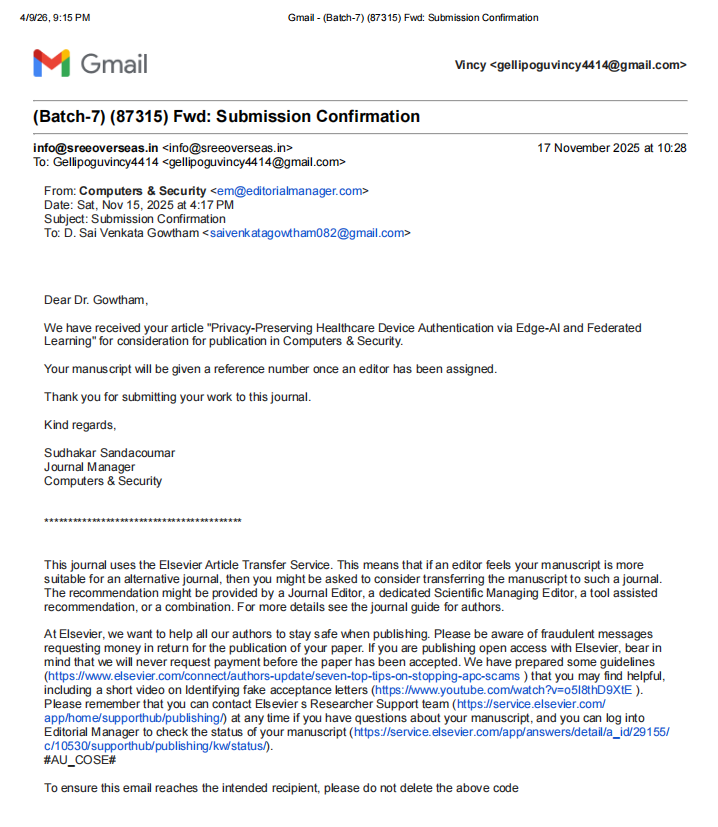 4/9/26, 9:15 PM
Gmail - (Batch-7) (87315) Fwd: Submission Confirmation
Gmail
Vincy <gellipoguvincy4414@gmail.com>
(Batch-7) (87315) Fwd: Submission Confirmation
info@sreeoverseas.in <info@sreeoverseas.in>
17 November 2025 at 10:28
To: Gellipoguvincy4414 <gellipoguvincy4414@gmail.com>
From: Computers & Security <em@editorialmanager.com>
Date: Sat, Nov 15, 2025 at 4:17 PM
Subject: Submission Confirmation
To: D. Sai Venkata Gowtham <saivenkatagowtham082@gmail.com>
Dear Dr. Gowtham,
We have received your article "Privacy-Preserving Healthcare Device Authentication via Edge-AI and Federated
Learning" for consideration for publication in Computers & Security.
Your manuscript will be given a reference number once an editor has been assigned.
Thank you for submitting your work to this journal.
Kind regards,
Sudhakar Sandacoumar
Journal Manager
Computers & Security
******************************************
This journal uses the Elsevier Article Transfer Service. This means that if an editor feels your manuscript is more
suitable for an alternative journal, then you might be asked to consider transferring the manuscript to such a journal.
The recommendation might be provided by a Journal Editor, a dedicated Scientific Managing Editor, a tool assisted
recommendation, or a combination. For more details see the journal guide for authors.
At Elsevier, we want to help all our authors to stay safe when publishing. Please be aware of fraudulent messages
requesting money in return for the publication of your paper. If you are publishing open access with Elsevier, bear in
mind that we will never request payment before the paper has been accepted. We have prepared some guidelines
(https://www.elsevier.com/connect/authors-update/seven-top-tips-on-stopping-apc-scams ) that you may find helpful,
including a short video on Identifying fake acceptance letters (https://www.youtube.com/watch?v=o5l8thD9XtE ).
Please remember that you can contact Elsevier s Researcher Support team (https://service.elsevier.com/
app/home/supporthub/publishing/) at any time if you have questions about your manuscript, and you can log into
Editorial Manager to check the status of your manuscript (https://service.elsevier.com/app/answers/detail/a_id/29155/
c/10530/supporthub/publishing/kw/status/).
#AU_COSE#
To ensure this email reaches the intended recipient, please do not delete the above code